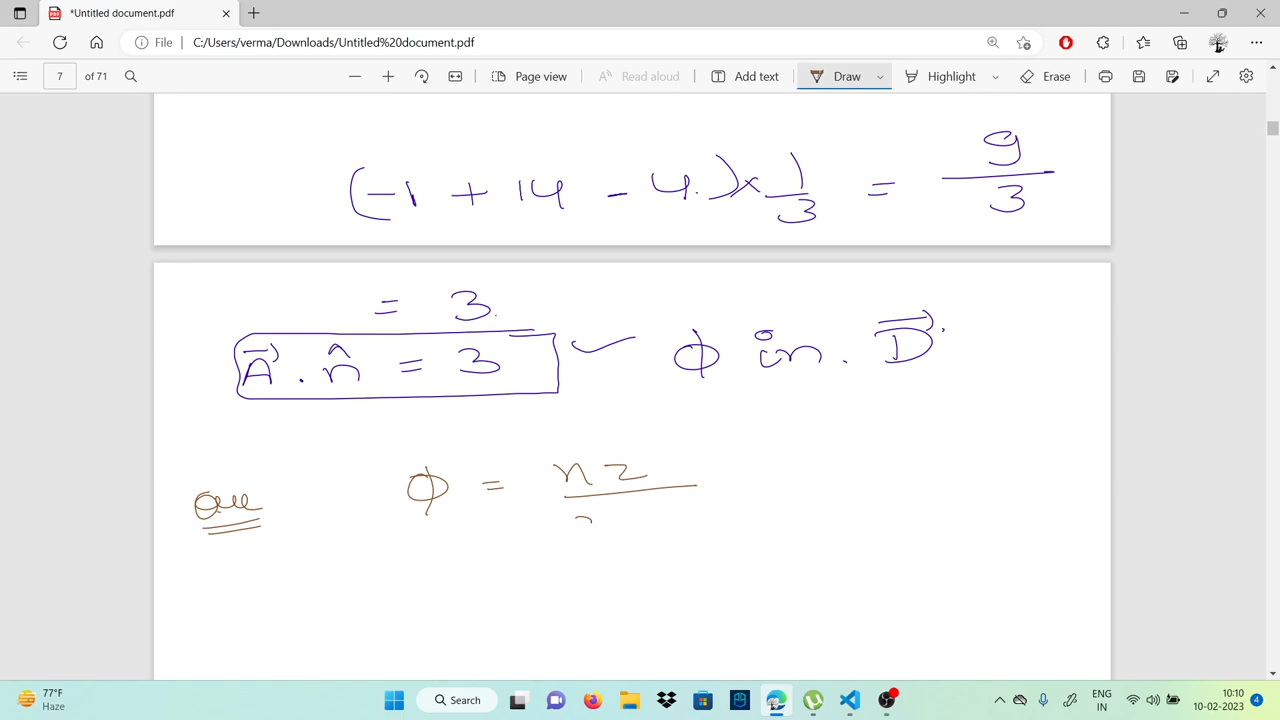 *Untitled document.pdf
File
C:/Users/verma/Downloads/Untitled%20document.pdf
7 of 71
Page view
Read aloud
Add text
Draw
Highlight
Erase
(-1 + 14 - 4.) × 1/3 = 9/3
= 3.
A⃗ . n̂ = 3 ✓ ϕ in. D⃗.
Que ϕ = xz
77°F
Haze
Search
ENG
IN
10:10
10-02-2023
4